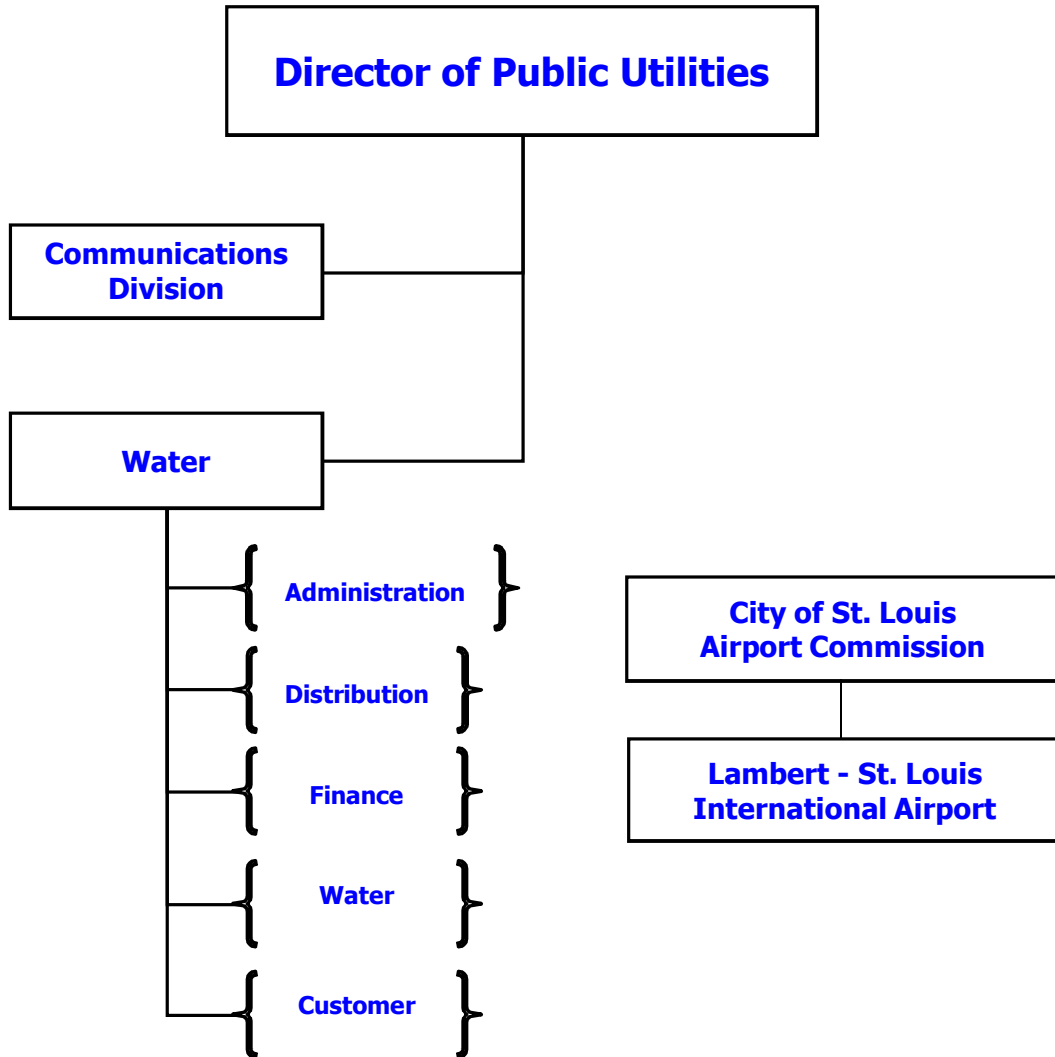 Director of Public Utilities
Communications
Division
Water
Administration
Distribution
Finance
Water
Customer
City of St. Louis
Airport Commission
Lambert - St. Louis
International Airport